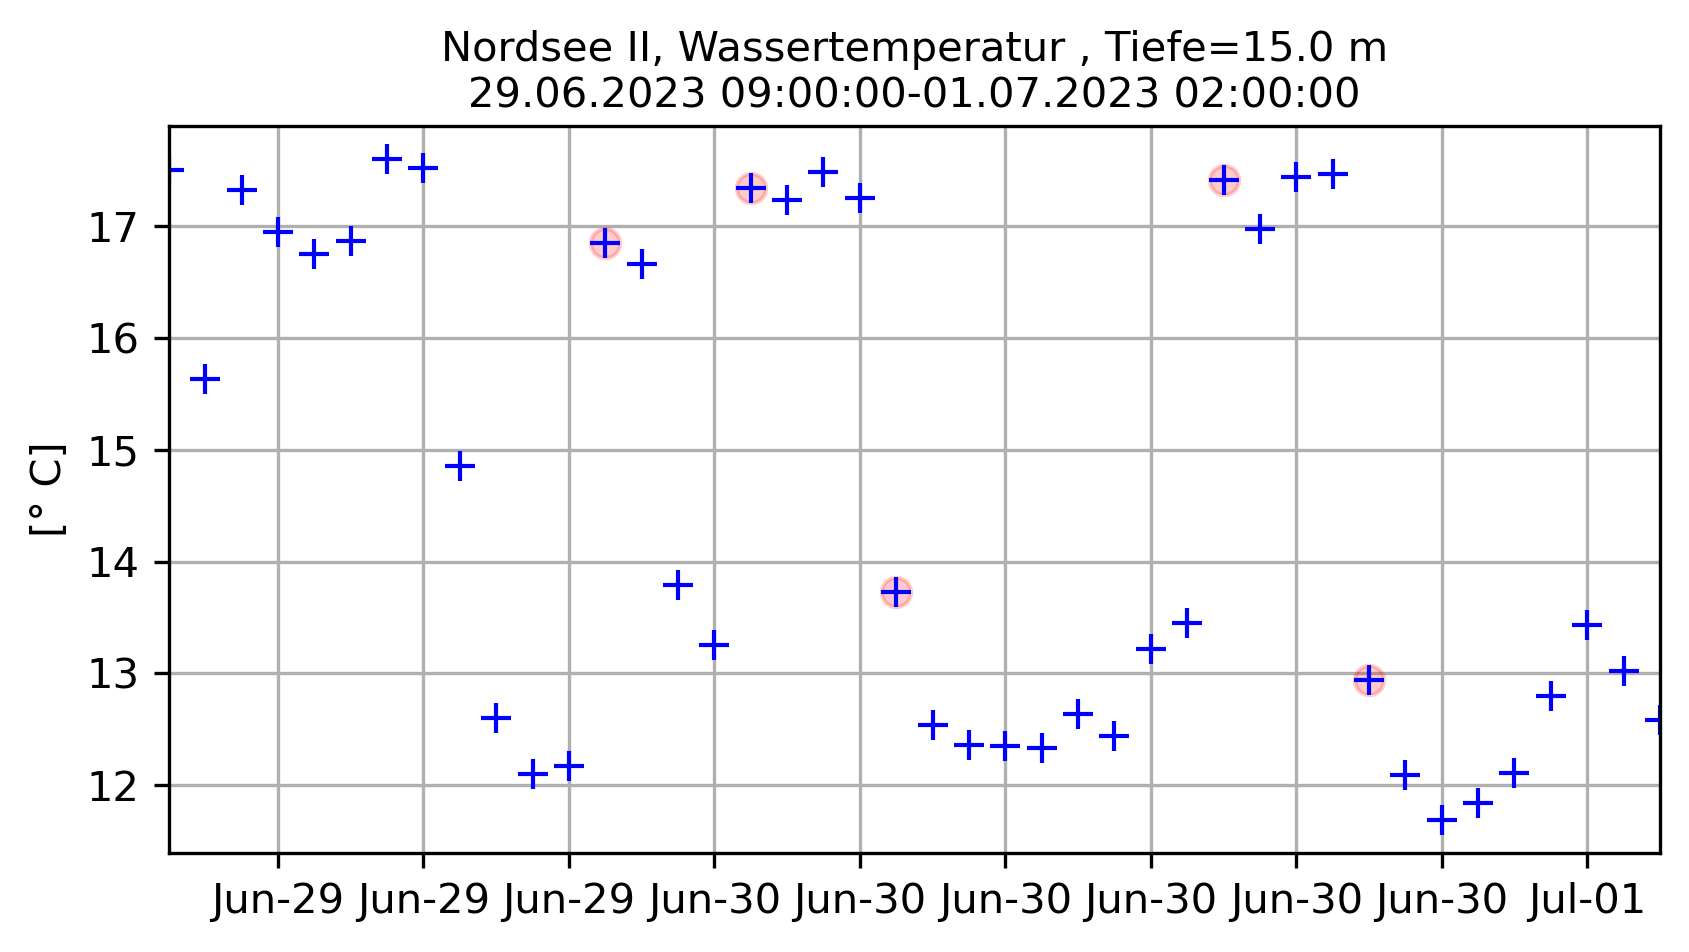 Nordsee II, Wassertemperatur , Tiefe=15.0 m
29.06.2023 09:00:00-01.07.2023 02:00:00
[° C]
17
16
15
14
13
12
Jun-29 Jun-29 Jun-29 Jun-30 Jun-30 Jun-30 Jun-30 Jun-30 Jun-30 Jul-01